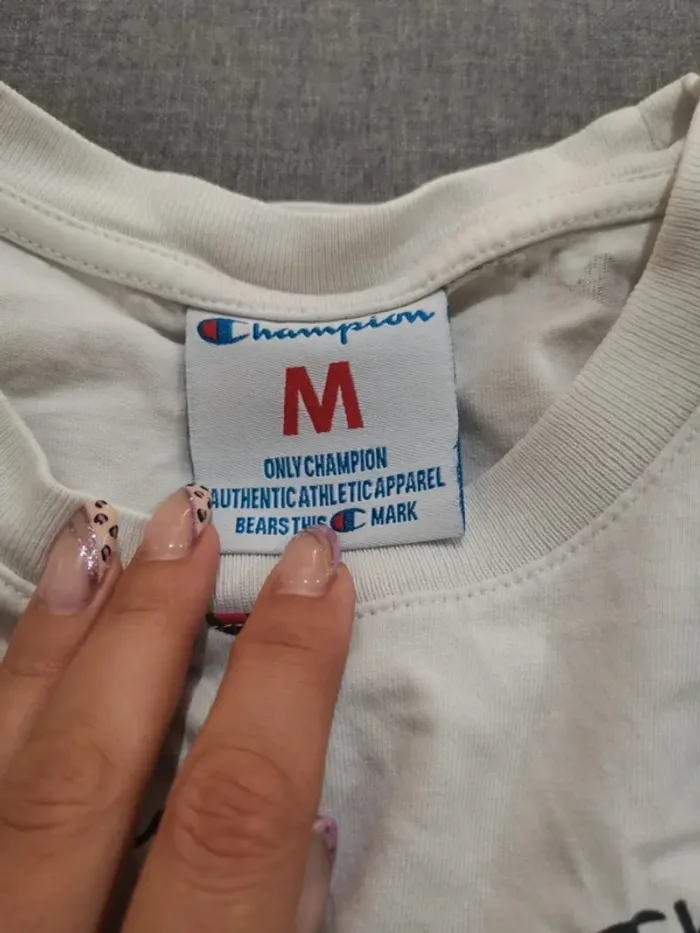 Champion
M
ONLY CHAMPION
AUTHENTIC ATHLETIC APPAREL
BEARS THIS C MARK